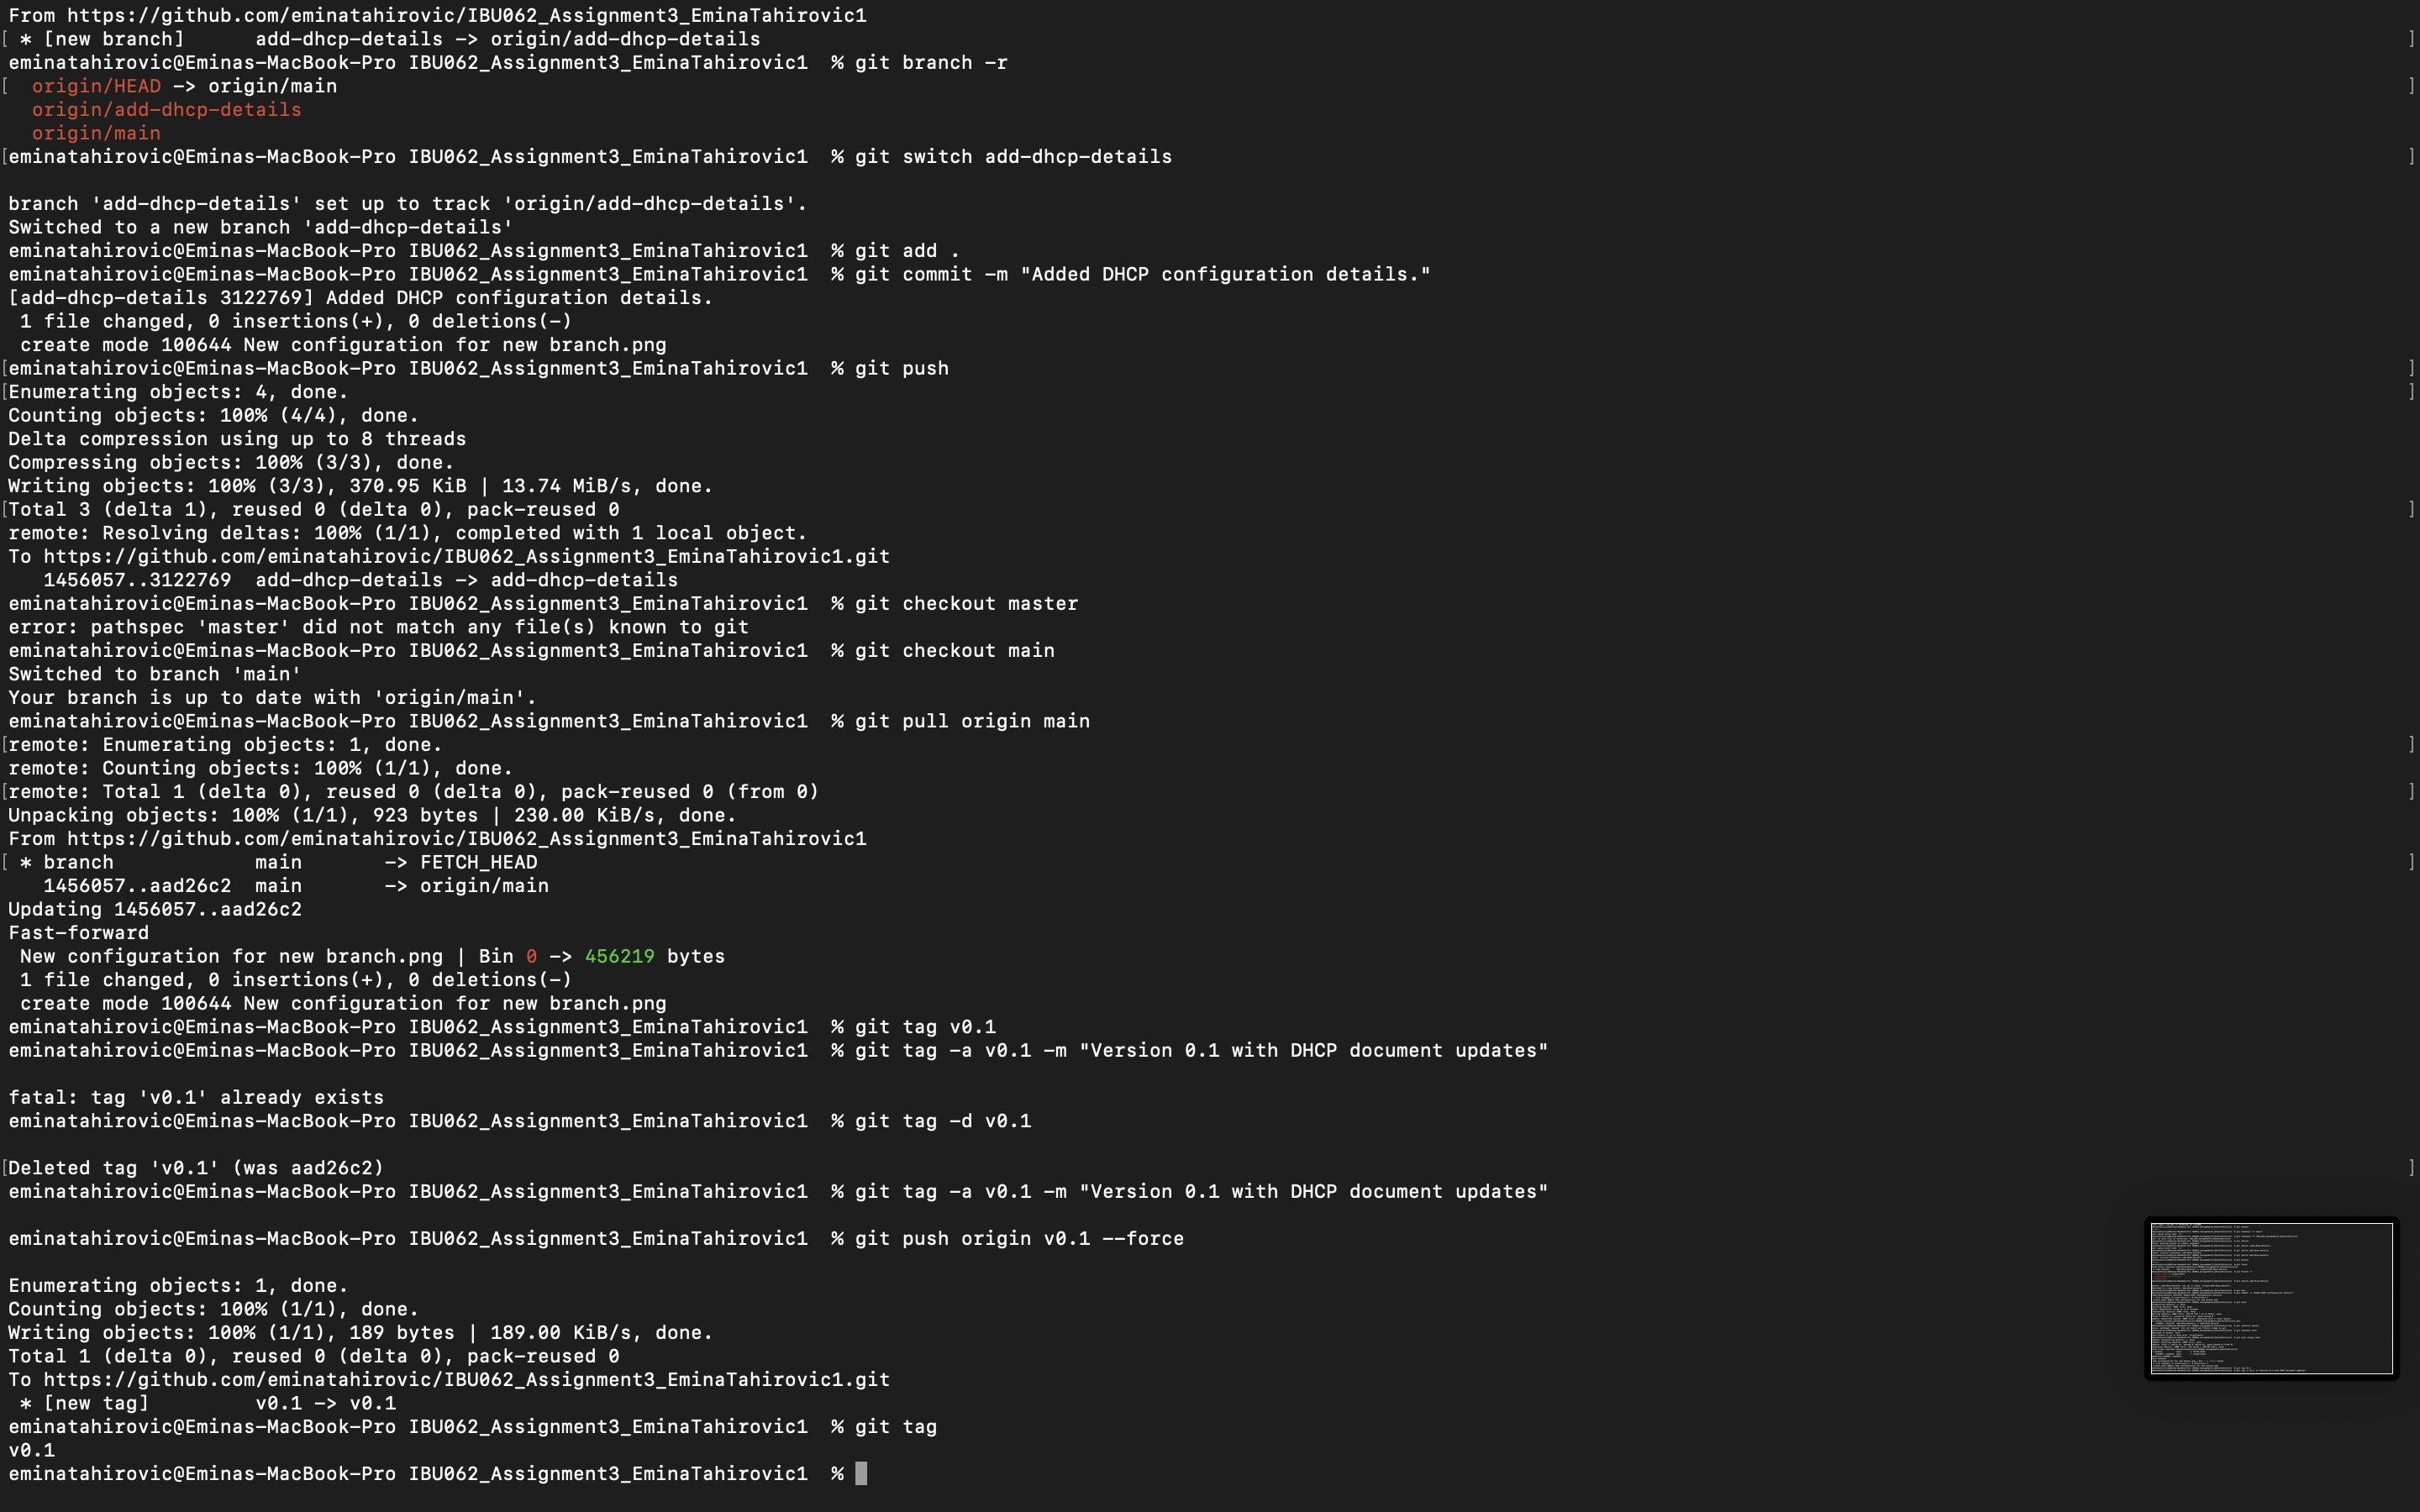 From https://github.com/eminatahirovic/IBU062_Assignment3_EminaTahirovic1
[ * [new branch]      add-dhcp-details -> origin/add-dhcp-details ]
eminatahirovic@Eminas-MacBook-Pro IBU062_Assignment3_EminaTahirovic1  % git branch -r
[  origin/HEAD -> origin/main ]
  origin/add-dhcp-details
  origin/main
[eminatahirovic@Eminas-MacBook-Pro IBU062_Assignment3_EminaTahirovic1  % git switch add-dhcp-details ]
branch 'add-dhcp-details' set up to track 'origin/add-dhcp-details'.
Switched to a new branch 'add-dhcp-details'
eminatahirovic@Eminas-MacBook-Pro IBU062_Assignment3_EminaTahirovic1  % git add .
eminatahirovic@Eminas-MacBook-Pro IBU062_Assignment3_EminaTahirovic1  % git commit -m "Added DHCP configuration details."
[add-dhcp-details 3122769] Added DHCP configuration details.
 1 file changed, 0 insertions(+), 0 deletions(-)
 create mode 100644 New configuration for new branch.png
[eminatahirovic@Eminas-MacBook-Pro IBU062_Assignment3_EminaTahirovic1  % git push ]
[Enumerating objects: 4, done. ]
Counting objects: 100% (4/4), done.
Delta compression using up to 8 threads
Compressing objects: 100% (3/3), done.
Writing objects: 100% (3/3), 370.95 KiB | 13.74 MiB/s, done.
[Total 3 (delta 1), reused 0 (delta 0), pack-reused 0 ]
remote: Resolving deltas: 100% (1/1), completed with 1 local object.
To https://github.com/eminatahirovic/IBU062_Assignment3_EminaTahirovic1.git
   1456057..3122769  add-dhcp-details -> add-dhcp-details
eminatahirovic@Eminas-MacBook-Pro IBU062_Assignment3_EminaTahirovic1  % git checkout master
error: pathspec 'master' did not match any file(s) known to git
eminatahirovic@Eminas-MacBook-Pro IBU062_Assignment3_EminaTahirovic1  % git checkout main
Switched to branch 'main'
Your branch is up to date with 'origin/main'.
eminatahirovic@Eminas-MacBook-Pro IBU062_Assignment3_EminaTahirovic1  % git pull origin main
[remote: Enumerating objects: 1, done. ]
remote: Counting objects: 100% (1/1), done.
[remote: Total 1 (delta 0), reused 0 (delta 0), pack-reused 0 (from 0) ]
Unpacking objects: 100% (1/1), 923 bytes | 230.00 KiB/s, done.
From https://github.com/eminatahirovic/IBU062_Assignment3_EminaTahirovic1
[ * branch            main       -> FETCH_HEAD ]
   1456057..aad26c2  main       -> origin/main
Updating 1456057..aad26c2
Fast-forward
 New configuration for new branch.png | Bin 0 -> 456219 bytes
 1 file changed, 0 insertions(+), 0 deletions(-)
 create mode 100644 New configuration for new branch.png
eminatahirovic@Eminas-MacBook-Pro IBU062_Assignment3_EminaTahirovic1  % git tag v0.1
eminatahirovic@Eminas-MacBook-Pro IBU062_Assignment3_EminaTahirovic1  % git tag -a v0.1 -m "Version 0.1 with DHCP document updates"
fatal: tag 'v0.1' already exists
eminatahirovic@Eminas-MacBook-Pro IBU062_Assignment3_EminaTahirovic1  % git tag -d v0.1
[Deleted tag 'v0.1' (was aad26c2) ]
eminatahirovic@Eminas-MacBook-Pro IBU062_Assignment3_EminaTahirovic1  % git tag -a v0.1 -m "Version 0.1 with DHCP document updates"
eminatahirovic@Eminas-MacBook-Pro IBU062_Assignment3_EminaTahirovic1  % git push origin v0.1 --force
Enumerating objects: 1, done.
Counting objects: 100% (1/1), done.
Writing objects: 100% (1/1), 189 bytes | 189.00 KiB/s, done.
Total 1 (delta 0), reused 0 (delta 0), pack-reused 0
To https://github.com/eminatahirovic/IBU062_Assignment3_EminaTahirovic1.git
 * [new tag]         v0.1 -> v0.1
eminatahirovic@Eminas-MacBook-Pro IBU062_Assignment3_EminaTahirovic1  % git tag
v0.1
eminatahirovic@Eminas-MacBook-Pro IBU062_Assignment3_EminaTahirovic1  %